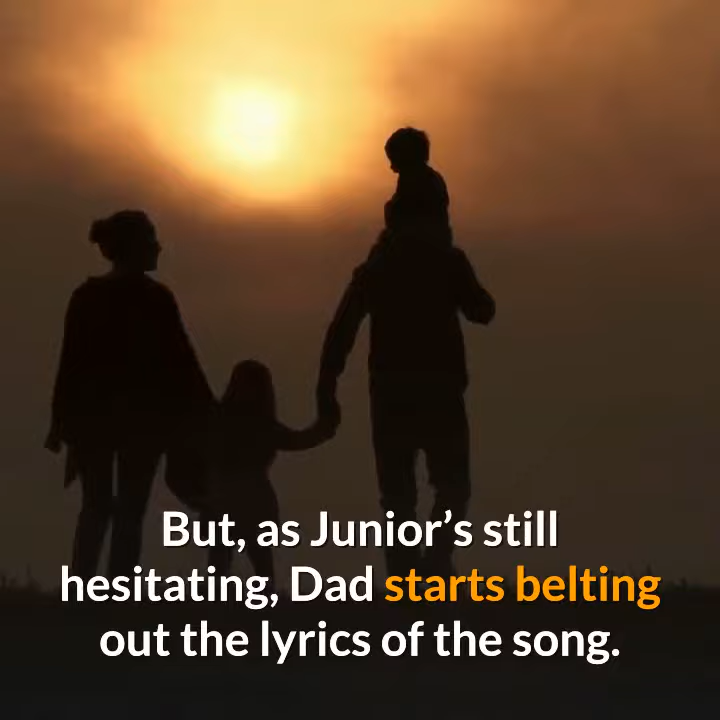 But, as Junior’s still
hesitating, Dad starts belting
out the lyrics of the song.